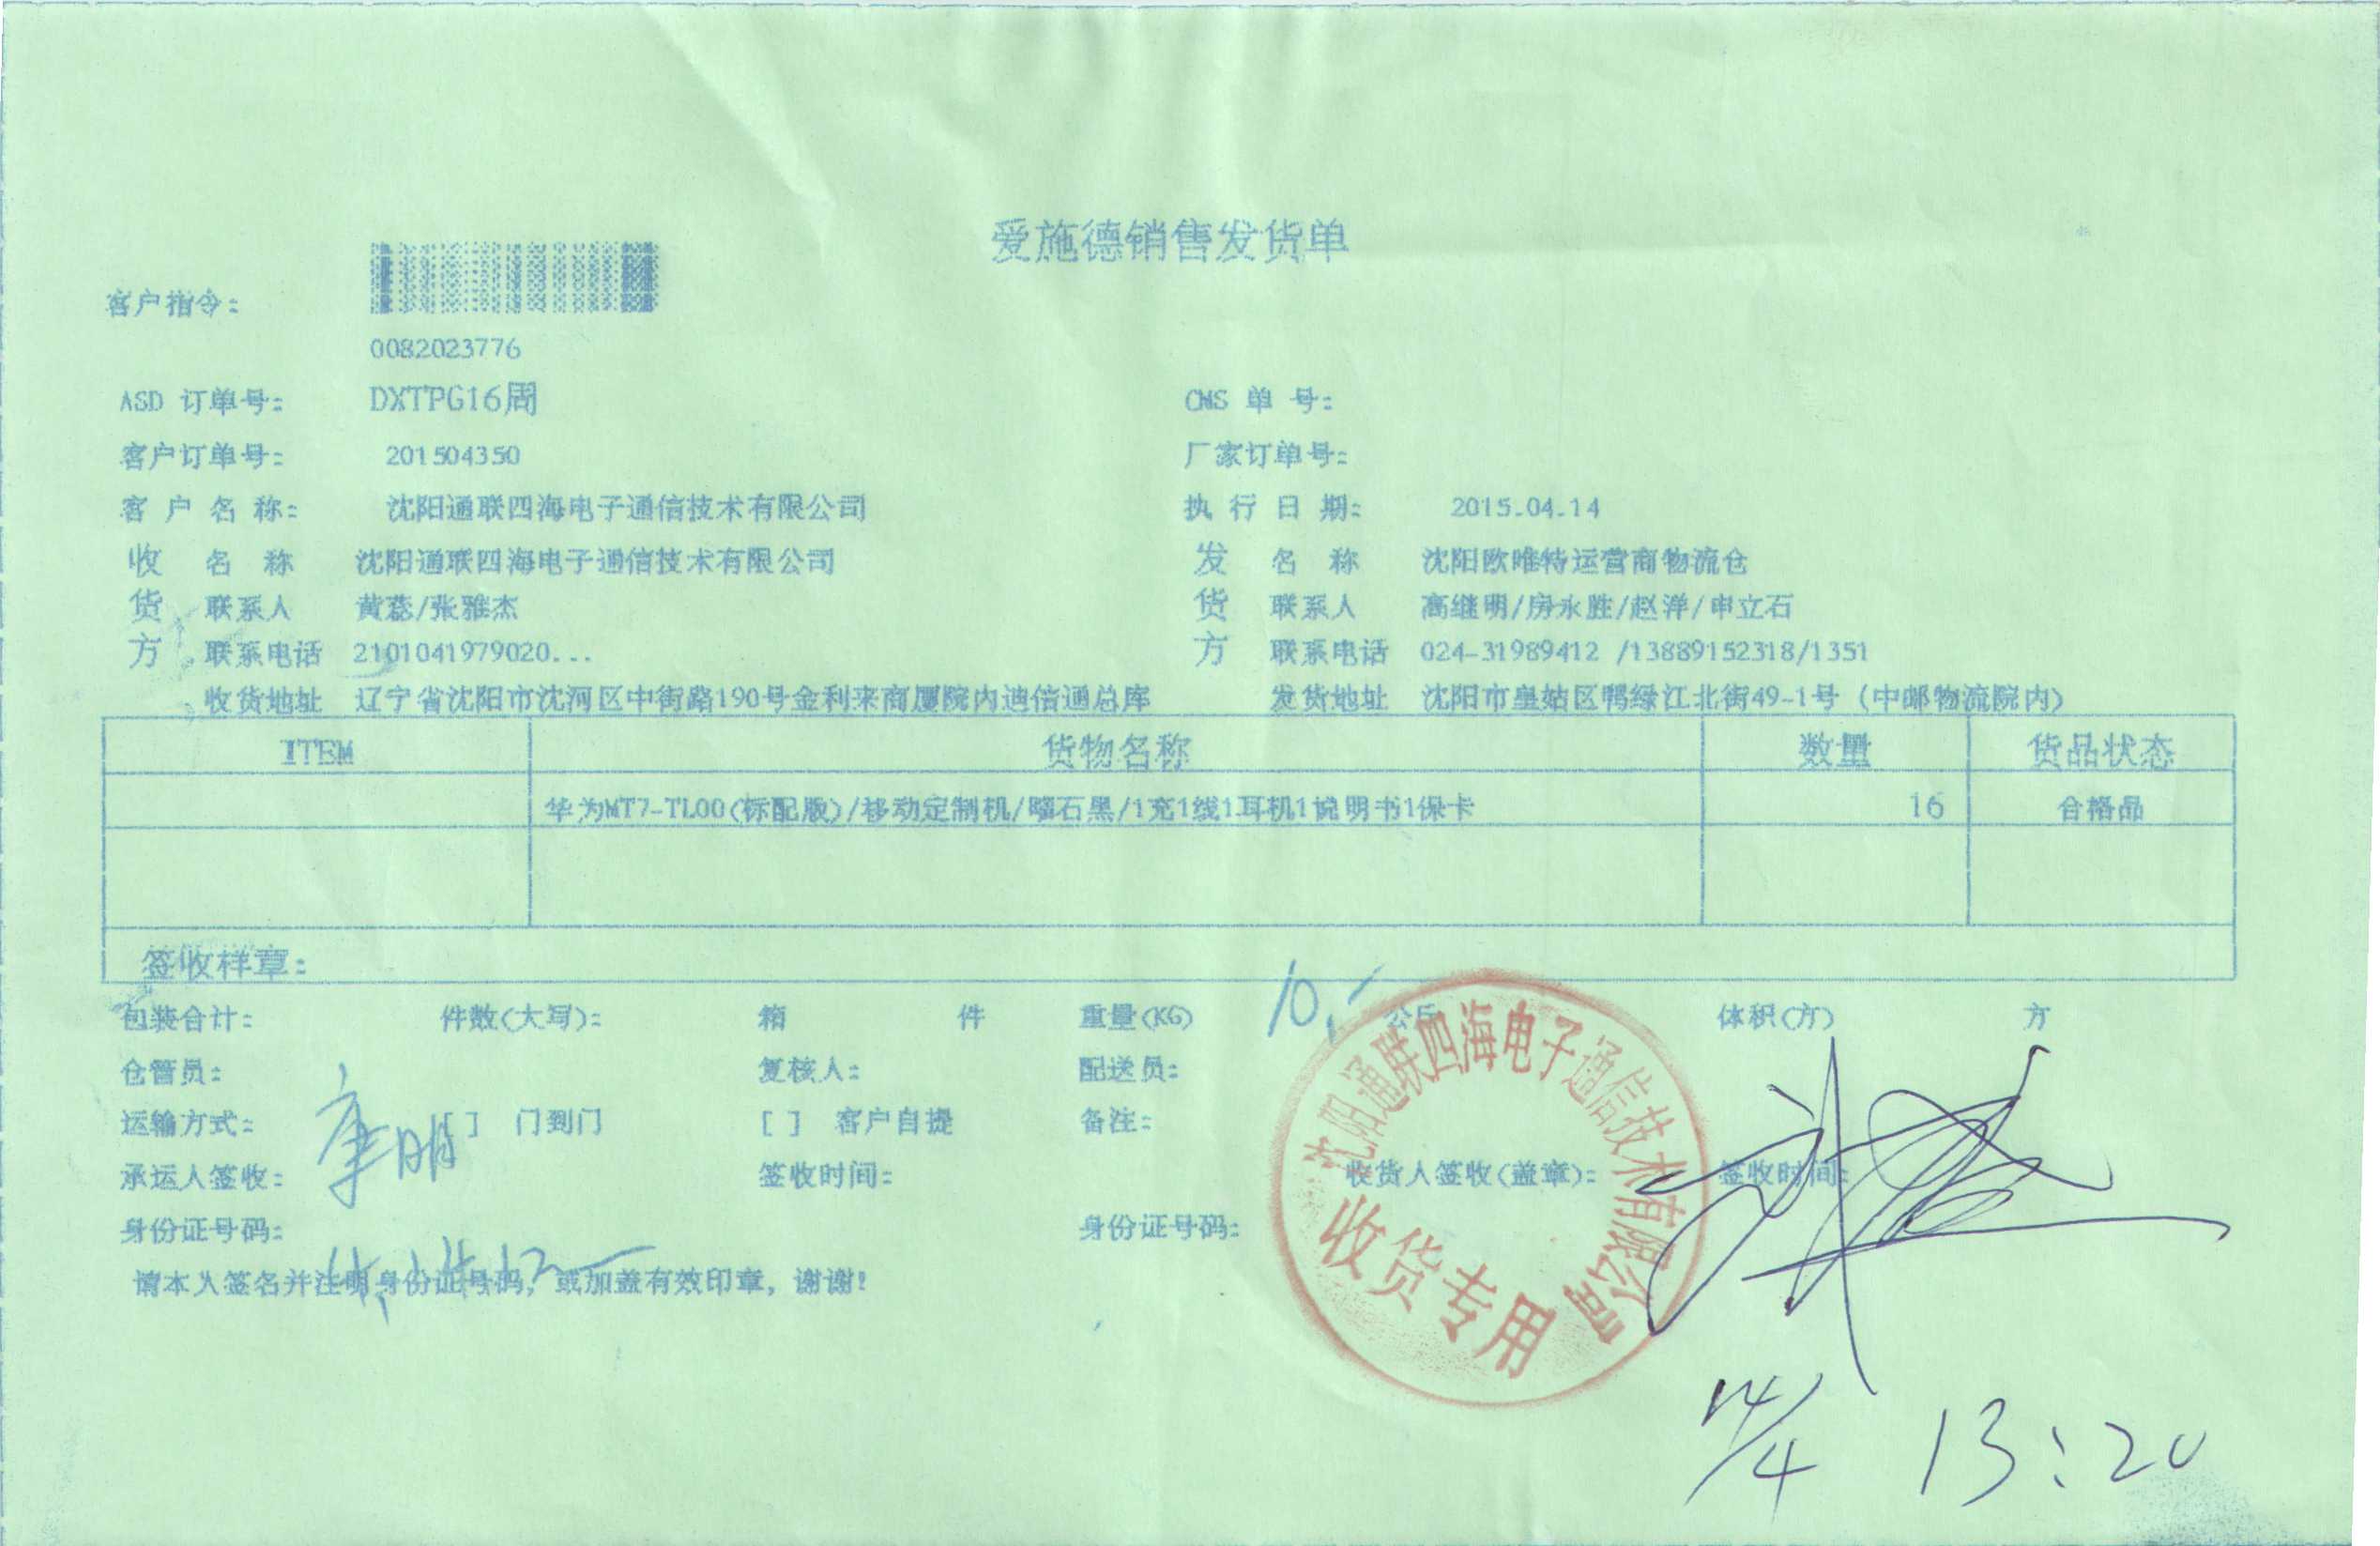 爱施德销售发货单
客户指令:
0082023776
ASD 订单号: DXTPG16周 CMS 单 号:
客户订单号: 201504350 厂家订单号:
客 户 名 称: 沈阳通联四海电子通信技术有限公司 执 行 日 期: 2015.04.14
收 名 称 沈阳通联四海电子通信技术有限公司 发 名 称 沈阳欧唯特运营商物流仓
货 联系人 黄蕊/张雅杰 货 联系人 高继明/房永胜/赵洋/申立石
方 联系电话 2101041979020... 方 联系电话 024-31989412 /13889152318/1351
收货地址 辽宁省沈阳市沈河区中街路190号金利来商厦院内迪信通总库 发货地址 沈阳市皇姑区鸭绿江北街49-1号 (中邮物流院内)
ITEM 货物名称 数量 货品状态
华为MT7-TL00(标配版)/移动定制机/曜石黑/1充1线1耳机1说明书1保卡 16 合格品
签收样章:
包装合计: 件数(大写): 箱 件 重量(KG) 10. 公斤 体积(方) 方
仓管员: 复核人: 配送员:
运输方式: [ ] 门到门 [ ] 客户自提 备注:
承运人签收: 签收时间: 收货人签收(盖章): 签收时间:
身份证号码: 身份证号码:
请本人签名并注明身份证号码, 或加盖有效印章, 谢谢!
沈阳通联四海电子通信技术有限公司
收货专用
14/4 13:20